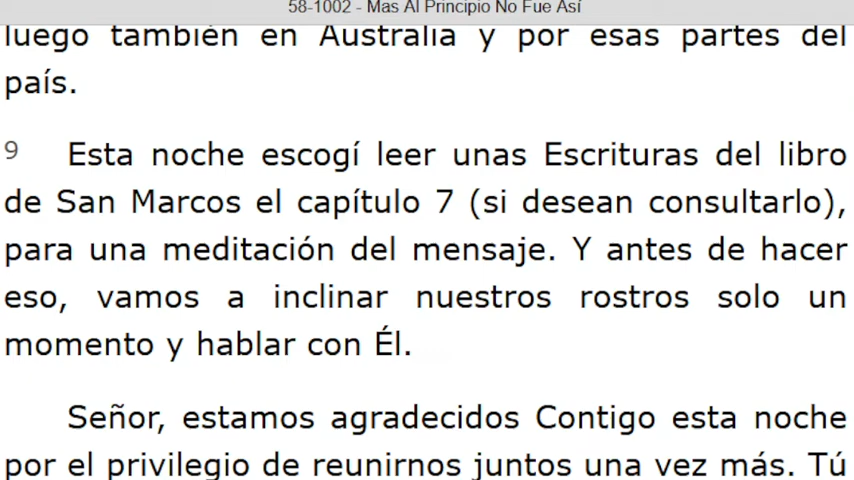 58-1002 - Mas Al Principio No Fue Así
luego también en Australia y por esas partes del
país.
9 Esta noche escogí leer unas Escrituras del libro
de San Marcos el capítulo 7 (si desean consultarlo),
para una meditación del mensaje. Y antes de hacer
eso, vamos a inclinar nuestros rostros solo un
momento y hablar con Él.
Señor, estamos agradecidos Contigo esta noche
por el privilegio de reunirnos juntos una vez más. Tú